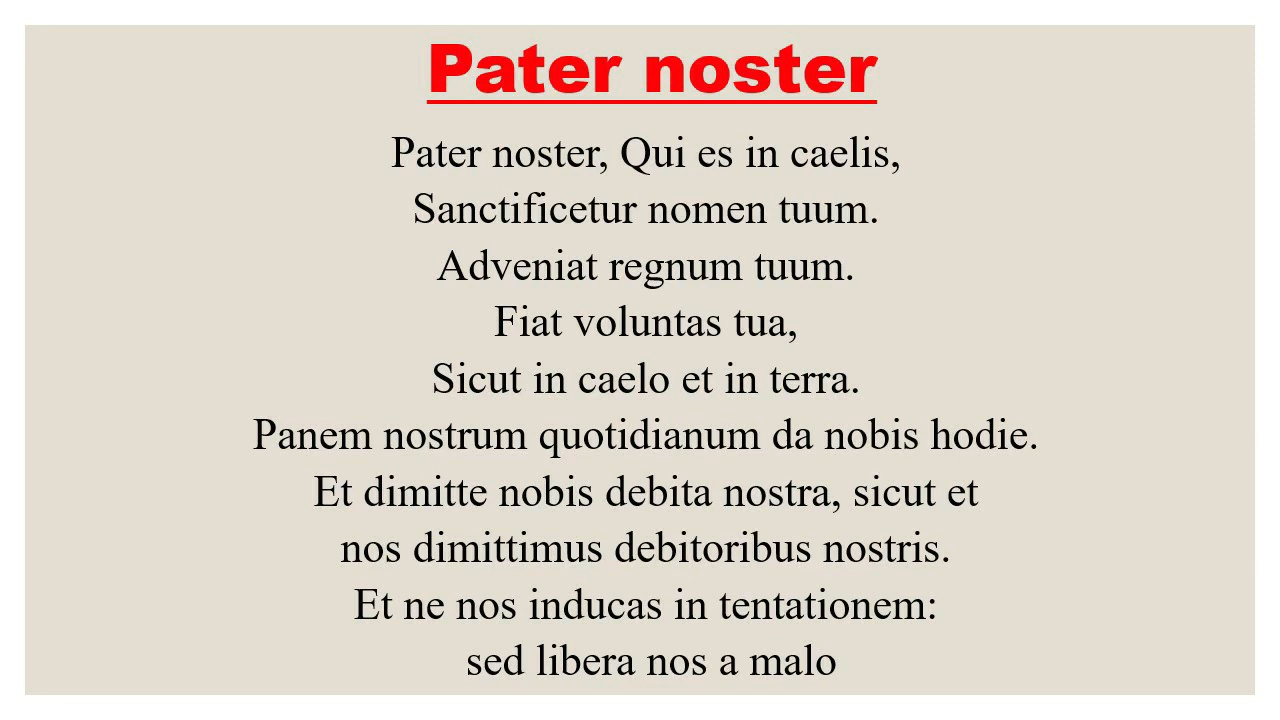 Pater noster
Pater noster, Qui es in caelis,
Sanctificetur nomen tuum.
Adveniat regnum tuum.
Fiat voluntas tua,
Sicut in caelo et in terra.
Panem nostrum quotidianum da nobis hodie.
Et dimitte nobis debita nostra, sicut et
nos dimittimus debitoribus nostris.
Et ne nos inducas in tentationem:
sed libera nos a malo